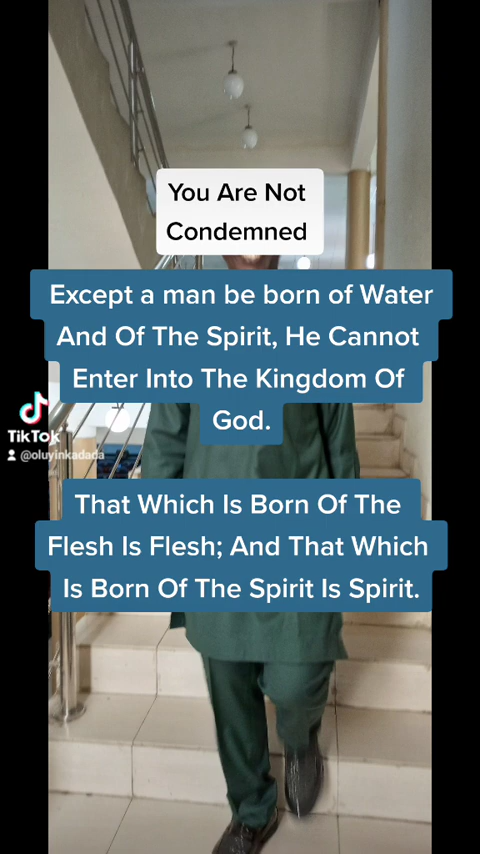 You Are Not
Condemned
Except a man be born of Water
And Of The Spirit, He Cannot
Enter Into The Kingdom Of
God.
TikTok
@oluyinkadada
That Which Is Born Of The
Flesh Is Flesh; And That Which
Is Born Of The Spirit Is Spirit.